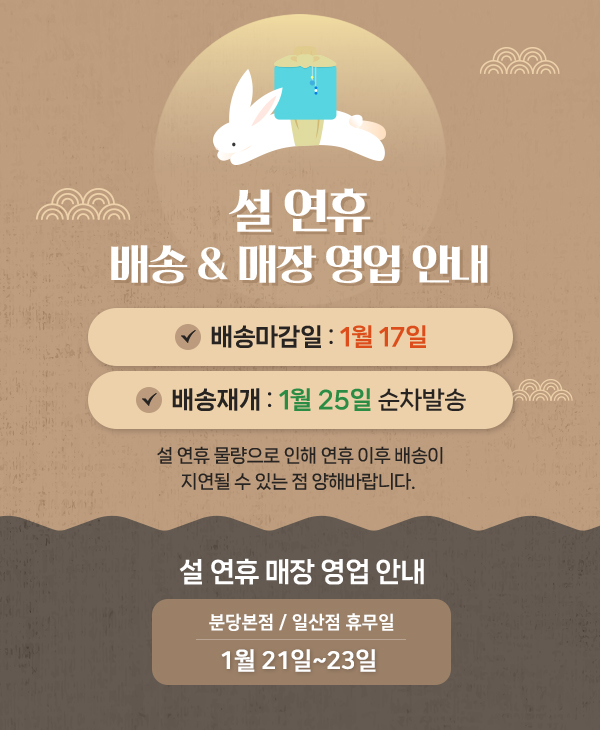 설 연휴
배송 & 매장 영업 안내
배송마감일 : 1월 17일
배송재개 : 1월 25일 순차발송
설 연휴 물량으로 인해 연휴 이후 배송이
지연될 수 있는 점 양해바랍니다.
설 연휴 매장 영업 안내
분당본점 / 일산점 휴무일
1월 21일~23일